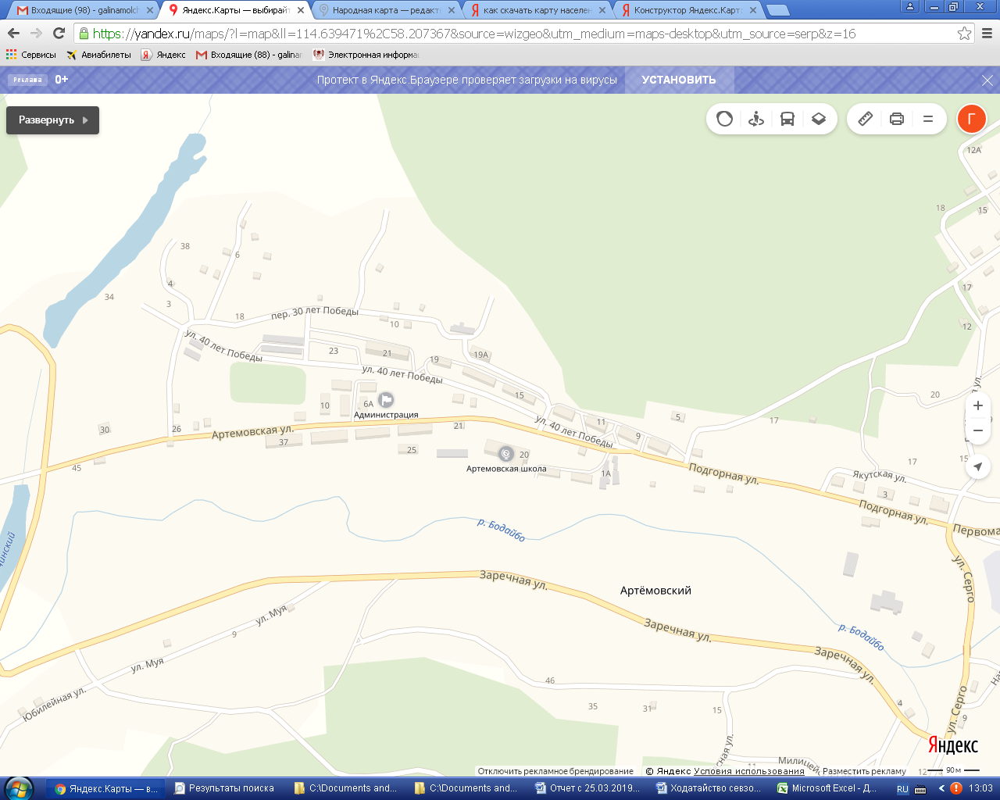 Входящие (98) - galinamolch
Яндекс.Карты — выбирайт
Народная карта — редакт
как скачать карту населен
Конструктор Яндекс.Карт
https://yandex.ru/maps/?l=map&ll=114.639471%2C58.207367&source=wizgeo&utm_medium=maps-desktop&utm_source=serp&z=16
Сервисы
Авиабилеты
Яндекс
Входящие (88) - galinar
Электронная информа
Реклама
0+
Протект в Яндекс.Браузере проверяет загрузки на вирусы
УСТАНОВИТЬ
Развернуть
Г
12А
18
15
38
6
4
34
3
17
18
пер. 30 лет Победы
10
12
ул. 40 лет Победы
23
21
19
19А
ул. 40 лет Победы
15
20
10
6А
Администрация
ул. 40 лет Победы
11
5
17
30
26
Артемовская ул.
37
21
9
25
20
Артемовская школа
1А
45
Подгорная ул.
17
15
Якутская ул.
3
Подгорная ул.
Первома
р. Бодайбо
Заречная ул.
Артёмовский
ул. Серго
ул. Муя
9
Заречная ул.
р. Бодайбо
Заречная ул.
ул. Муя
46
Юбилейная ул.
35
31
15
4
9
ул. Серго
Милицей
12
Яндекс
Отключить рекламное брендирование
© Яндекс Условия использования
Разместить рекламу
90 м
Яндекс.Карты — в...
Результаты поиска
C:\Documents and...
C:\Documents and...
Отчет с 25.03.2019...
Ходатайство севзо...
Microsoft Excel - Д...
RU
13:03